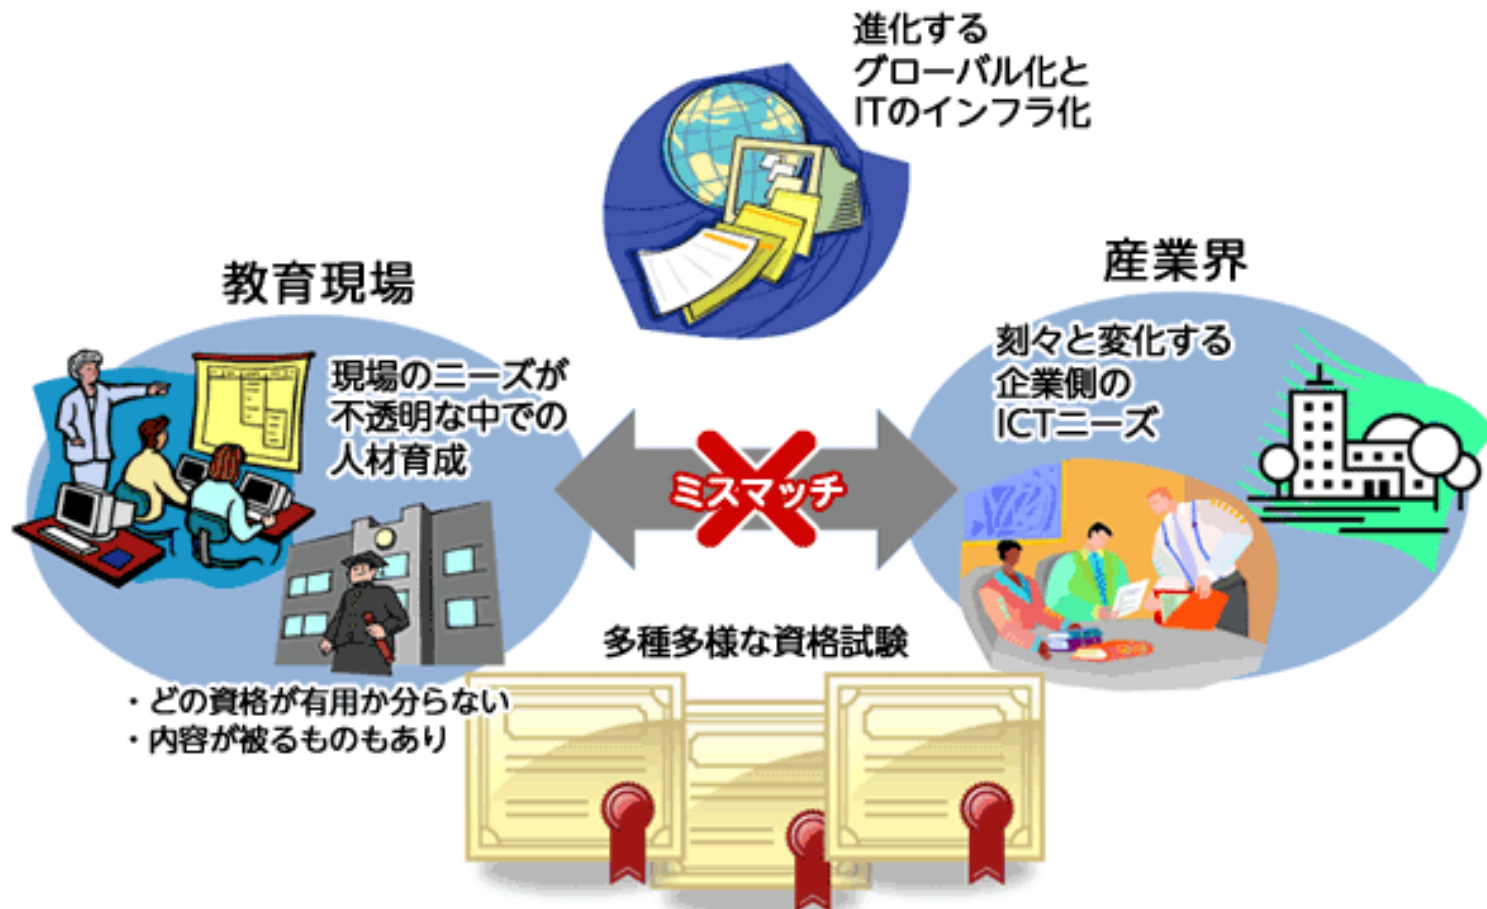 進化する
グローバル化と
ITのインフラ化
教育現場
現場のニーズが
不透明な中での
人材育成
産業界
刻々と変化する
企業側の
ICTニーズ
ミスマッチ
多種多様な資格試験
・どの資格が有用か分らない
・内容が被るものもあり